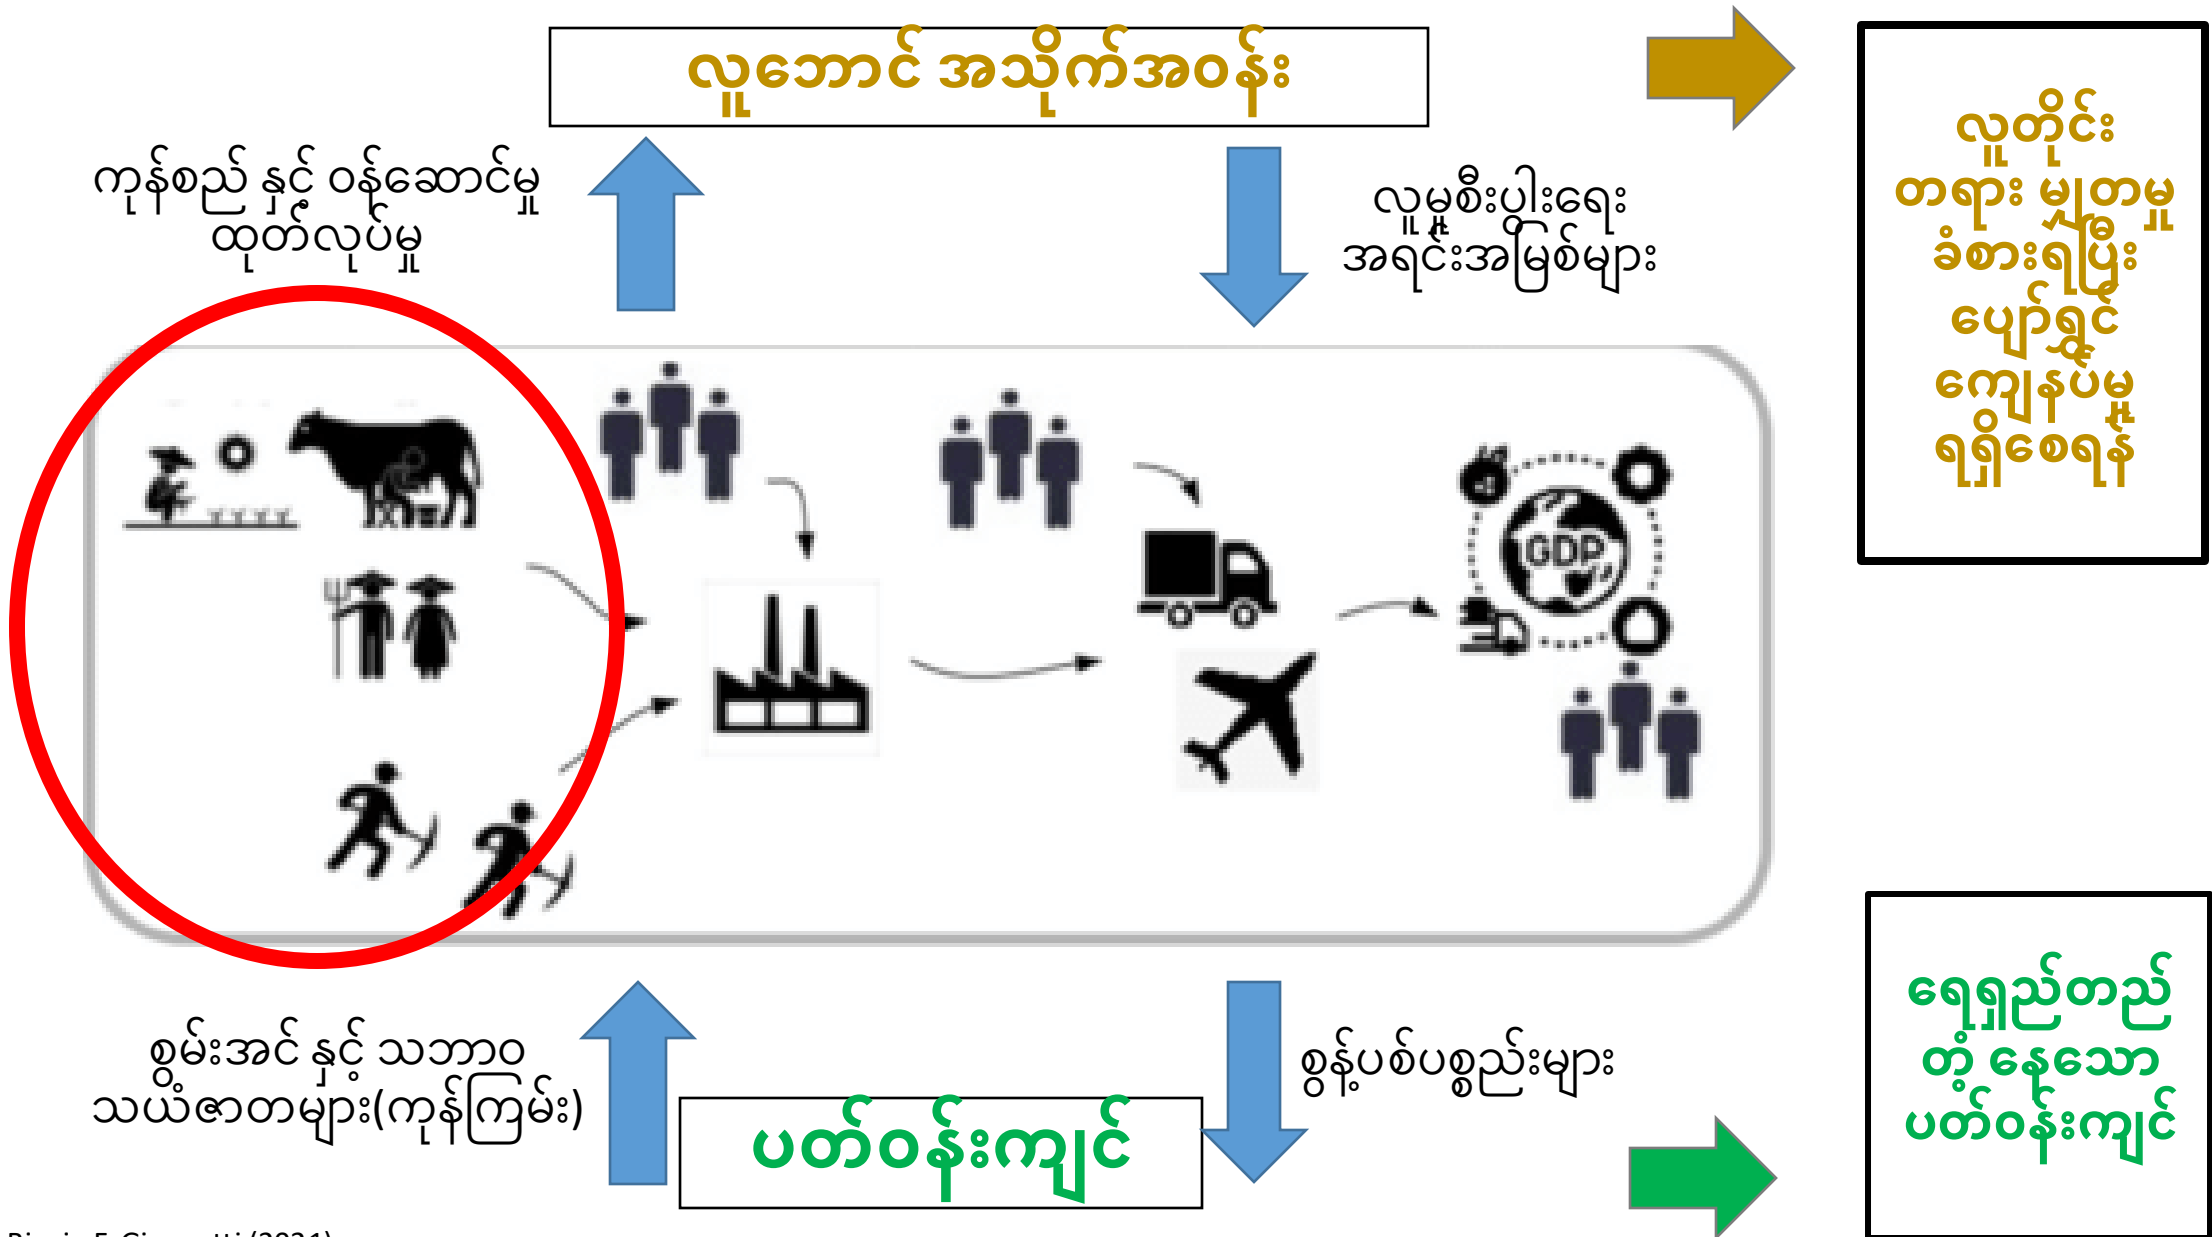 လူ့ဘောင် အသိုက်အဝန်း
ကုန်စည် နှင့် ဝန်ဆောင်မှု
ထုတ်လုပ်မှု
လူမှုစီးပွါးရေး
အရင်းအမြစ်များ
လူတိုင်း
တရား မျှတမှု
ခံစားရပြီး
ပျော်ရွှင်
ကျေနပ်မှု
ရရှိစေရန်
GDP
စွမ်းအင် နှင့် သဘာဝ
သယံဇာတများ(ကုန်ကြမ်း)
ပတ်ဝန်းကျင်
စွန့်ပစ်ပစ္စည်းများ
ရေရှည်တည်
တံ့ နေသော
ပတ်ဝန်းကျင်